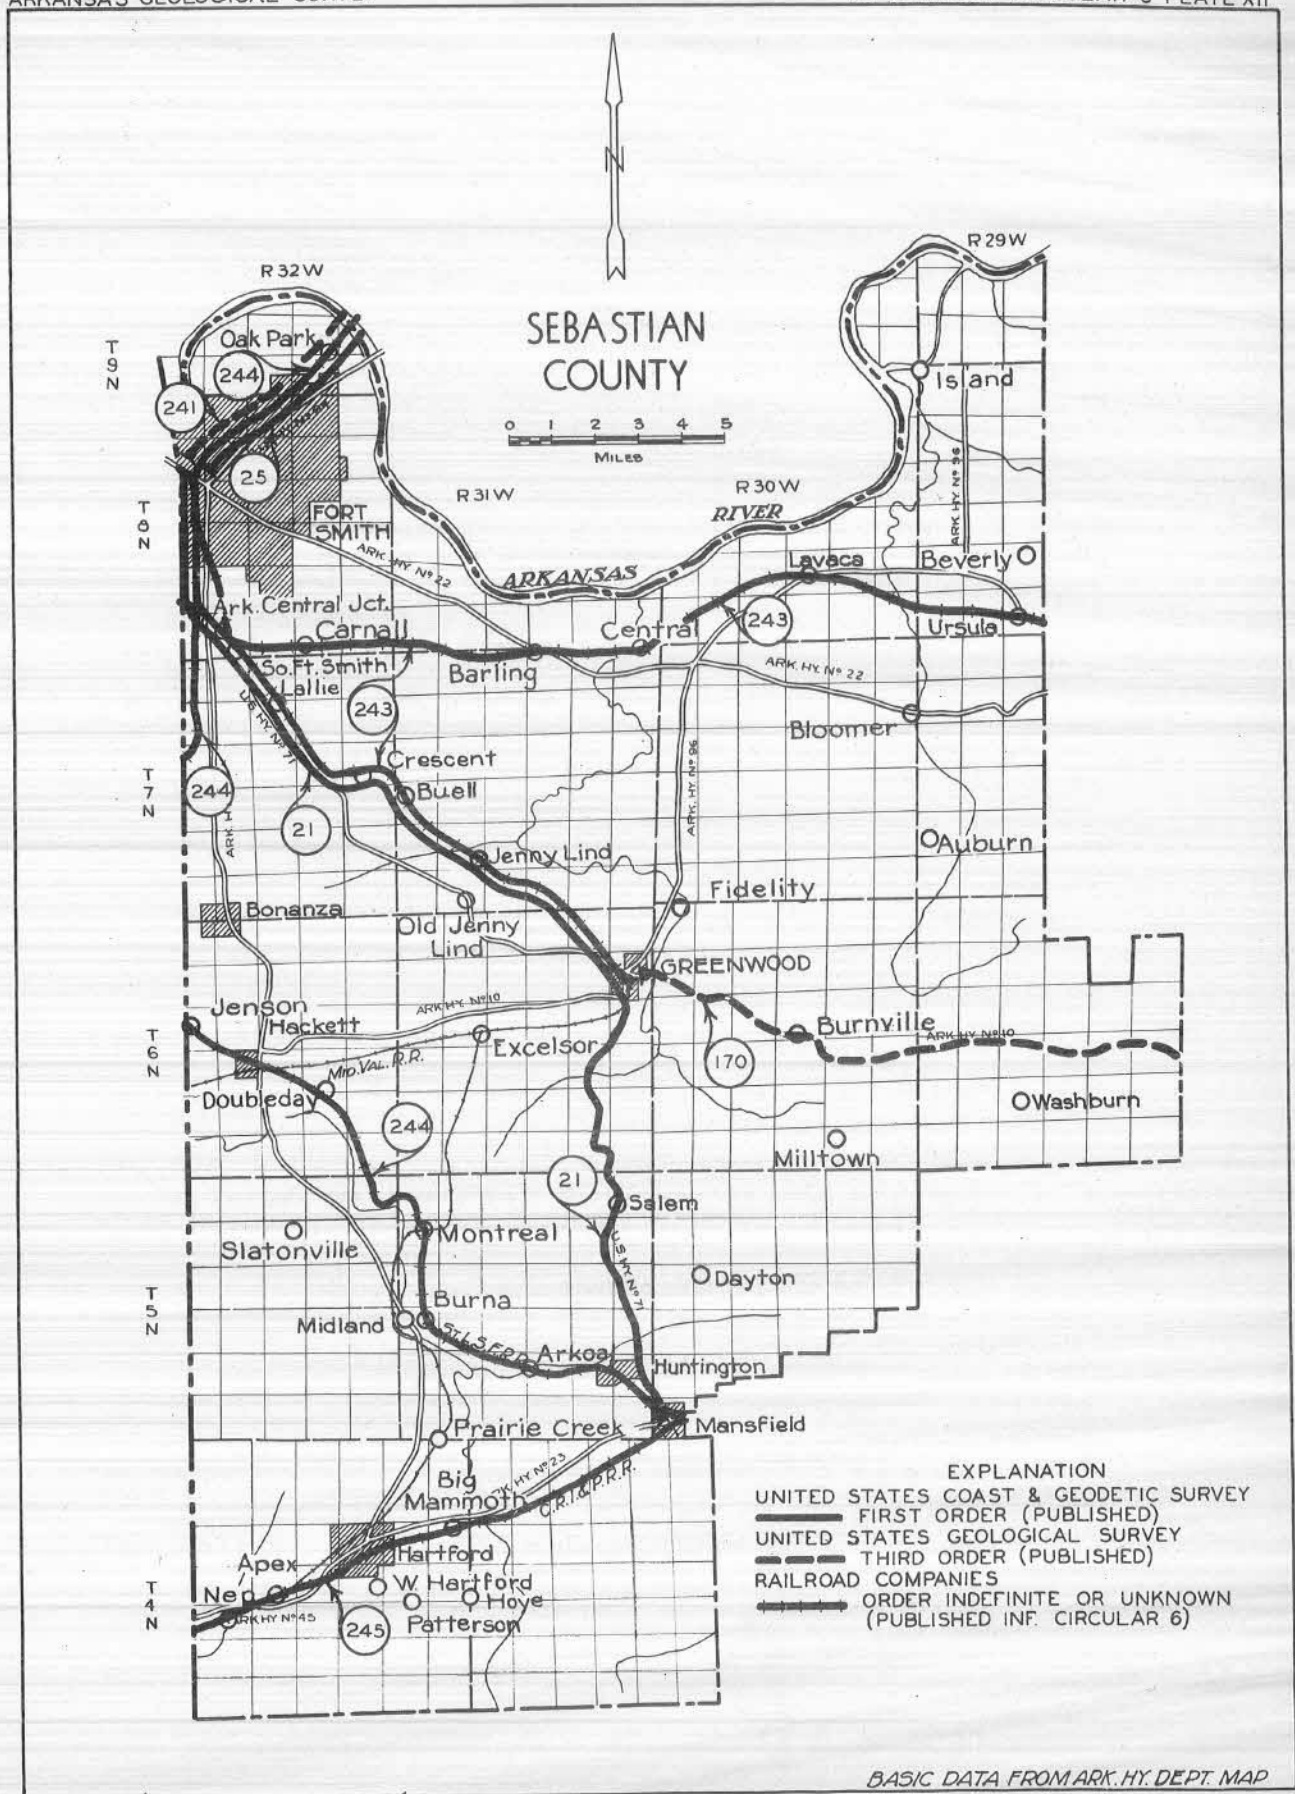 ARKANSAS GEOLOGICAL
PLATE XII
N
R 32 W
R 29 W
SEBASTIAN
COUNTY
Oak Park
T
9
N
244
241
Island
0 1 2 3 4 5
MILES
25
R 31 W
R 30 W
RIVER
ARK. HY. Nº 96
T
8
N
FORT
SMITH
ARK. HY. Nº 22
ARKANSAS
Lavaca
Beverly
Ark. Central Jct.
Carnall
Central
243
Ursula
So. Ft. Smith
Lallie
Barling
ARK. HY. Nº 22
U.S. HY. Nº 71
243
Bloomer
Crescent
T
7
N
244
Buell
ARK. HY. Nº 96
21
ARK. H
Jenny Lind
Auburn
Fidelity
Bonanza
Old Jenny
Lind
GREENWOOD
Jenson
ARK. HY. Nº 10
Hackett
Excelsor
Burnville
ARK HY Nº 10
T
6
N
MID. VAL. R.R.
170
Doubleday
Washburn
244
Milltown
21
Salem
Montreal
Slatonville
U.S. HY. Nº 71
Dayton
T
5
N
Burna
Midland
Arkoal
Huntington
Prairie Creek
Mansfield
Big
Mammoth
HY. Nº 23
C.R.I. & P. R.R.
Hartford
Apex
Nep
W. Hartford
Hoye
T
4
N
ARK HY Nº 45
Patterson
245
EXPLANATION
UNITED STATES COAST & GEODETIC SURVEY
FIRST ORDER (PUBLISHED)
UNITED STATES GEOLOGICAL SURVEY
THIRD ORDER (PUBLISHED)
RAILROAD COMPANIES
ORDER INDEFINITE OR UNKNOWN
(PUBLISHED INF. CIRCULAR 6)
BASIC DATA FROM ARK. HY. DEPT. MAP